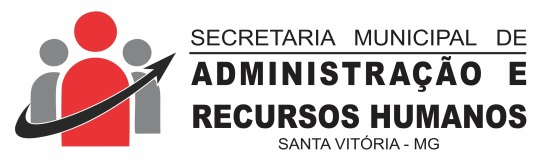 SECRETARIA MUNICIPAL DE
ADMINISTRAÇÃO E
RECURSOS HUMANOS
SANTA VITÓRIA - MG